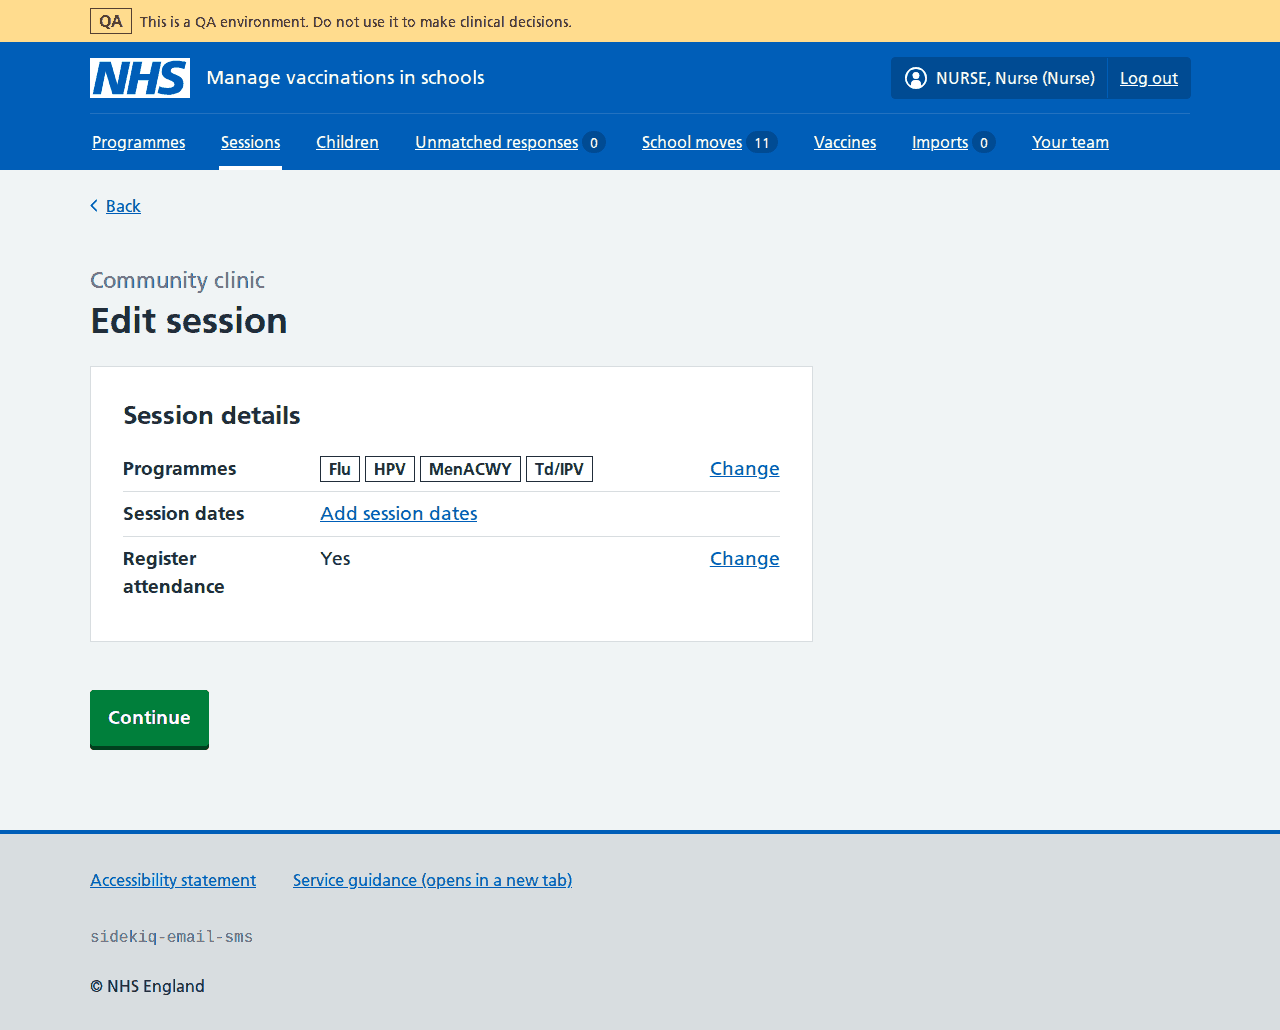 QA This is a QA environment. Do not use it to make clinical decisions.
NHS Manage vaccinations in schools NURSE, Nurse (Nurse) Log out
Programmes Sessions Children Unmatched responses 0 School moves 11 Vaccines Imports 0 Your team
Back
Community clinic
Edit session
Session details
Programmes Flu HPV MenACWY Td/IPV Change
Session dates Add session dates
Register attendance Yes Change
Continue
Accessibility statement Service guidance (opens in a new tab)
sidekiq-email-sms
© NHS England